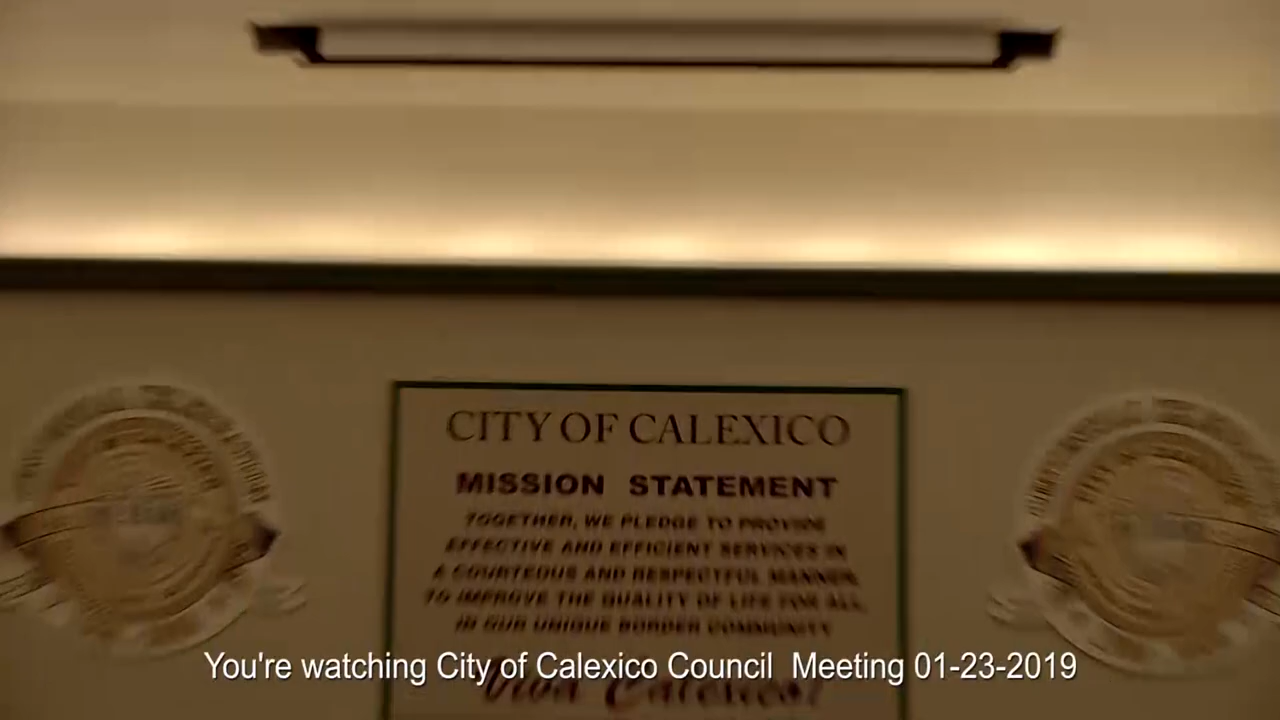 CITY OF CALEXICO
MISSION STATEMENT
TOGETHER, WE PLEDGE TO PROVIDE
EFFECTIVE AND EFFICIENT SERVICES IN
A COURTEOUS AND RESPECTFUL MANNER,
TO IMPROVE THE QUALITY OF LIFE FOR ALL
IN OUR UNIQUE BORDER COMMUNITY
Viva Calexico!
You're watching City of Calexico Council Meeting 01-23-2019